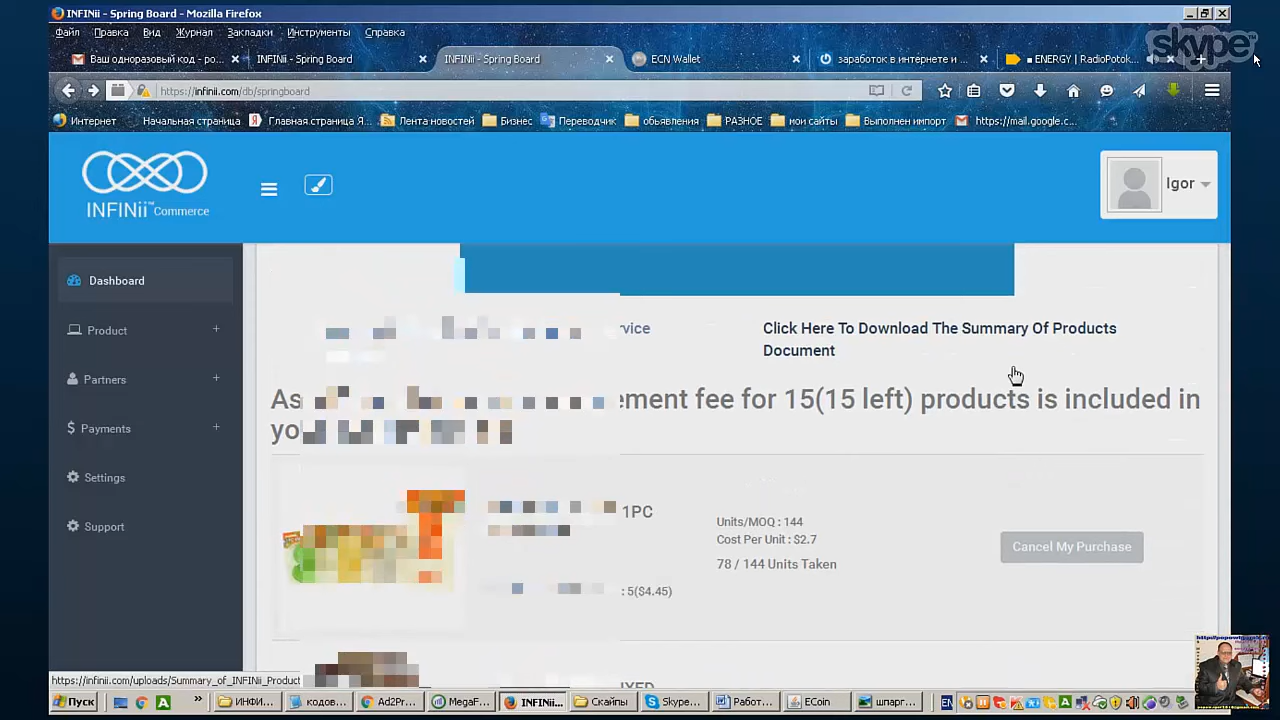 INFINii - Spring Board - Mozilla Firefox
Файл Правка Вид Журнал Закладки Инструменты Справка
skype
Ваш одноразовый код - po...
INFINii - Spring Board
INFINii - Spring Board
ECN Wallet
заработок в интернете и
■ ENERGY | RadioPotok...
https://infinii.com/db/springboard
Интернет Начальная страница Главная страница Я... Лента новостей Бизнес Переводчик обьявления РАЗНОЕ мои сайты Выполнен импорт https://mail.google.c...
INFINii™ Commerce
Igor
Dashboard
Product +
Partners +
Payments +
Settings
Support
rvice
Click Here To Download The Summary Of Products
Document
As
ement fee for 15(15 left) products is included in
yo
1PC
Units/MOQ : 144
Cost Per Unit : $2.7
78 / 144 Units Taken
Cancel My Purchase
: 5($4.45)
https://infinii.com/uploads/Summary_of_INFINii_Product
Пуск » ИНФИ... кодов... Ad2Pr... MegaF... INFINii... Скайпы Skype... Работ... ECoin шпарг... EN